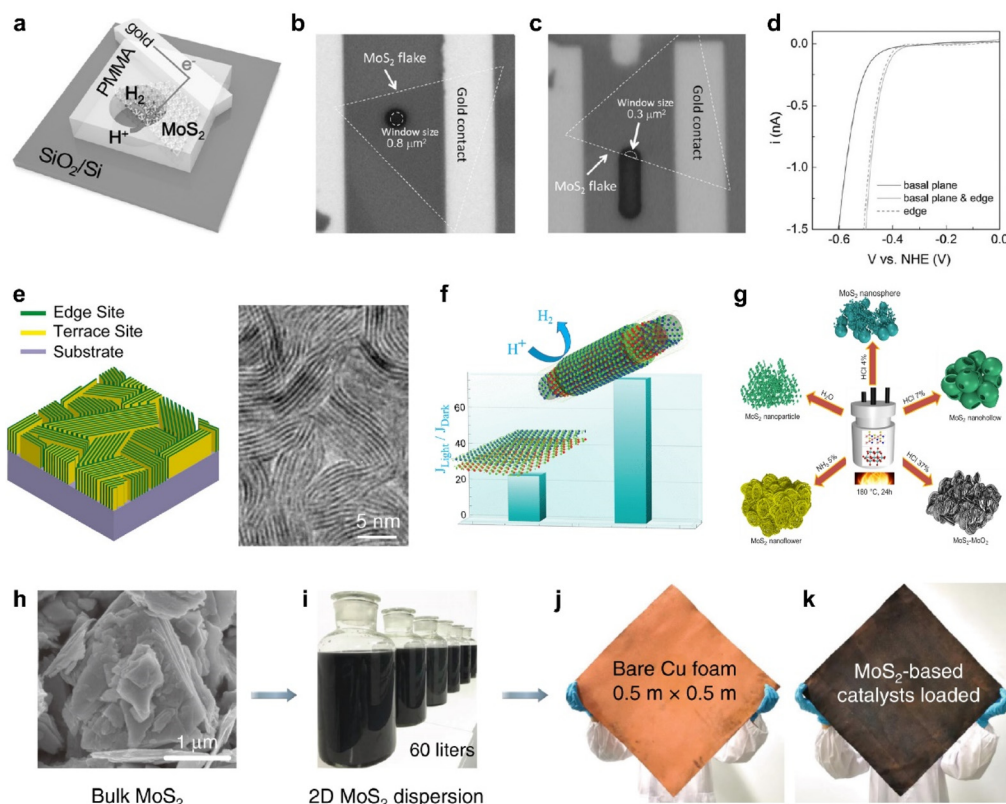 a
gold
e-
PMMA
H₂
H⁺
MoS₂
SiO₂/Si
b
MoS₂ flake
Window size
0.8 μm²
Gold contact
c
Window size
0.3 μm²
MoS₂ flake
Gold contact
d
0.0
-0.5
-1.0
-1.5
i (uA)
basal plane
basal plane & edge
edge
-0.6
-0.4
-0.2
0.0
V vs. NHE (V)
e
Edge Site
Terrace Site
Substrate
5 nm
f
H₂
H⁺
J Light / J Dark
80
60
40
20
0
g
MoS₂ nanosphere
HCl 4%
MoS₂ nanoparticle
H₂O
HCl 7%
MoS₂ nanohollow
NH₃ 5%
HCl 37%
180 °C, 24h
MoS₂ nanoflower
MoS₂-MoO₂
h
1 μm
Bulk MoS₂
i
60 liters
2D MoS₂ dispersion
j
Bare Cu foam
0.5 m × 0.5 m
k
MoS₂-based
catalysts loaded